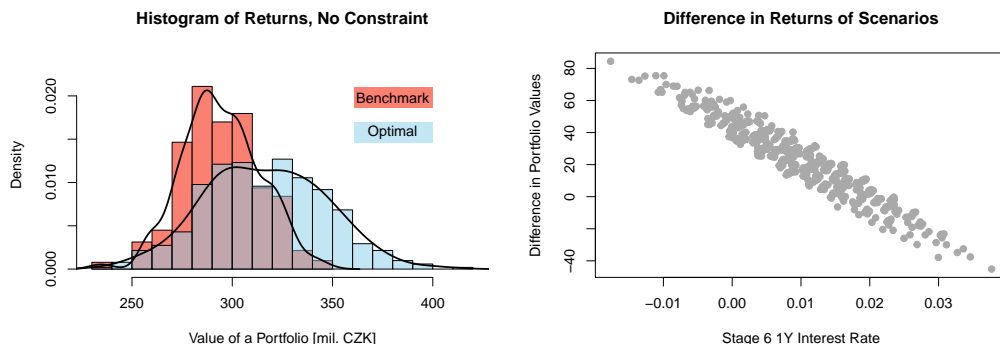 Histogram of Returns, No Constraint
Density
0.000
0.010
0.020
Benchmark
Optimal
250
300
350
400
Value of a Portfolio [mil. CZK]
Difference in Returns of Scenarios
Difference in Portfolio Values
−40
0
20
40
60
80
−0.01
0.00
0.01
0.02
0.03
Stage 6 1Y Interest Rate